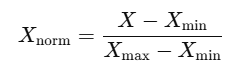 X_norm = (X − X_min) / (X_max − X_min)